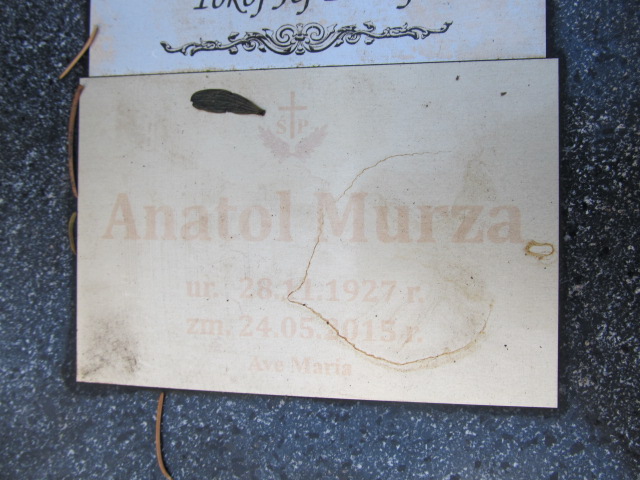 Ś P
Anatol Murza
ur. 28.11.1927 r.
zm. 24.05.2015 r.
Ave Maria